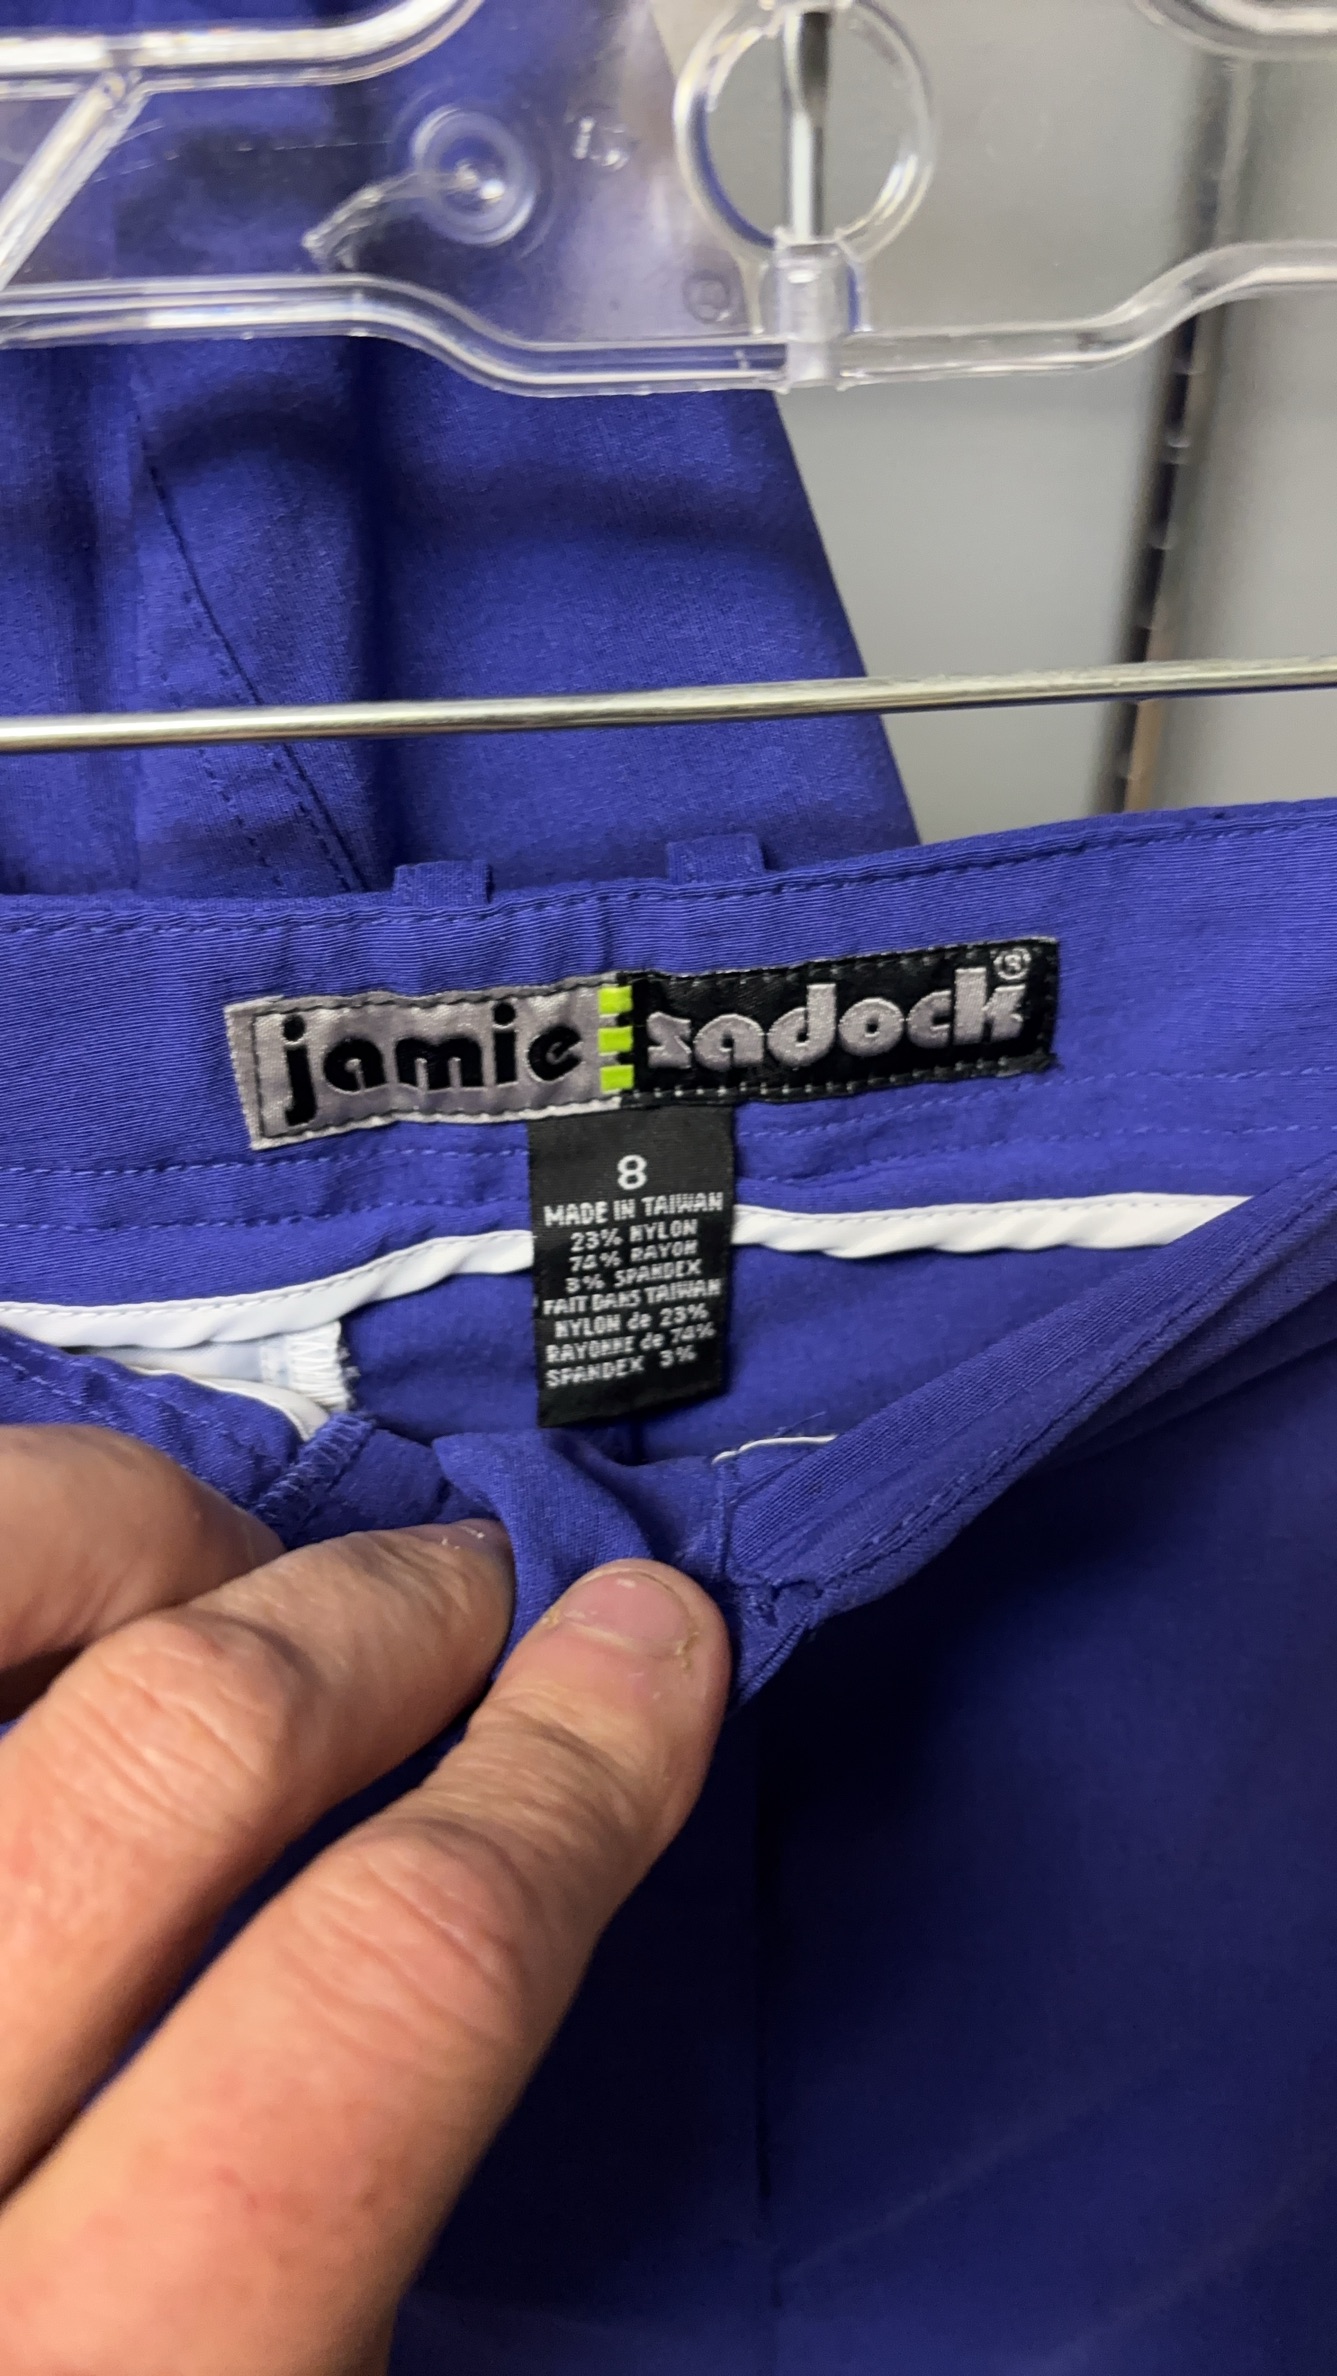 jamie sadock®
8
MADE IN TAIWAN
23% NYLON
74% RAYON
3% SPANDEX
FAIT DANS TAIWAN
NYLON de 23%
RAYONNE de 74%
SPANDEX 3%